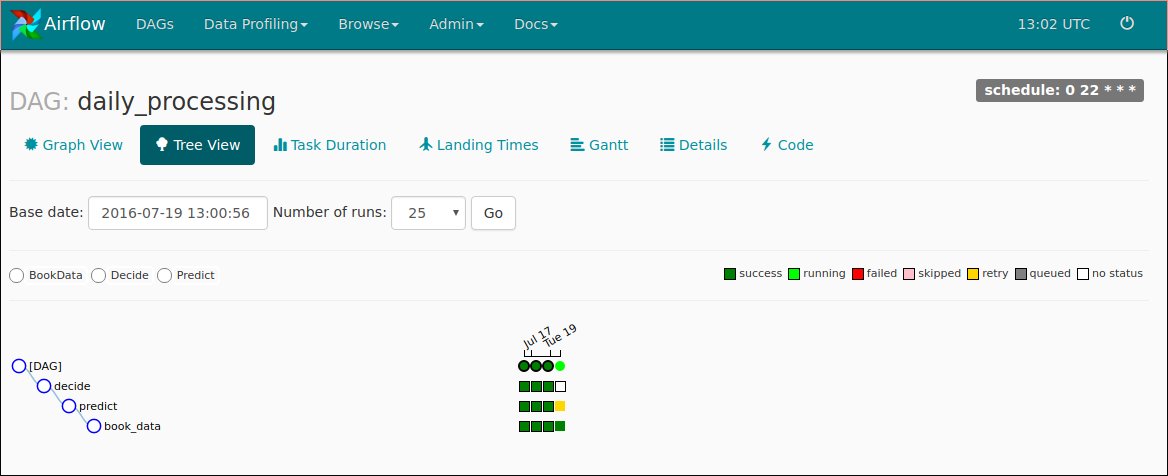 Airflow DAGs Data Profiling Browse Admin Docs 13:02 UTC
schedule: 0 22 * * *
DAG: daily_processing
Graph View Tree View Task Duration Landing Times Gantt Details Code
Base date: 2016-07-19 13:00:56 Number of runs: 25 Go
BookData Decide Predict success running failed skipped retry queued no status
Jul 17 Tue 19
[DAG]
decide
predict
book_data